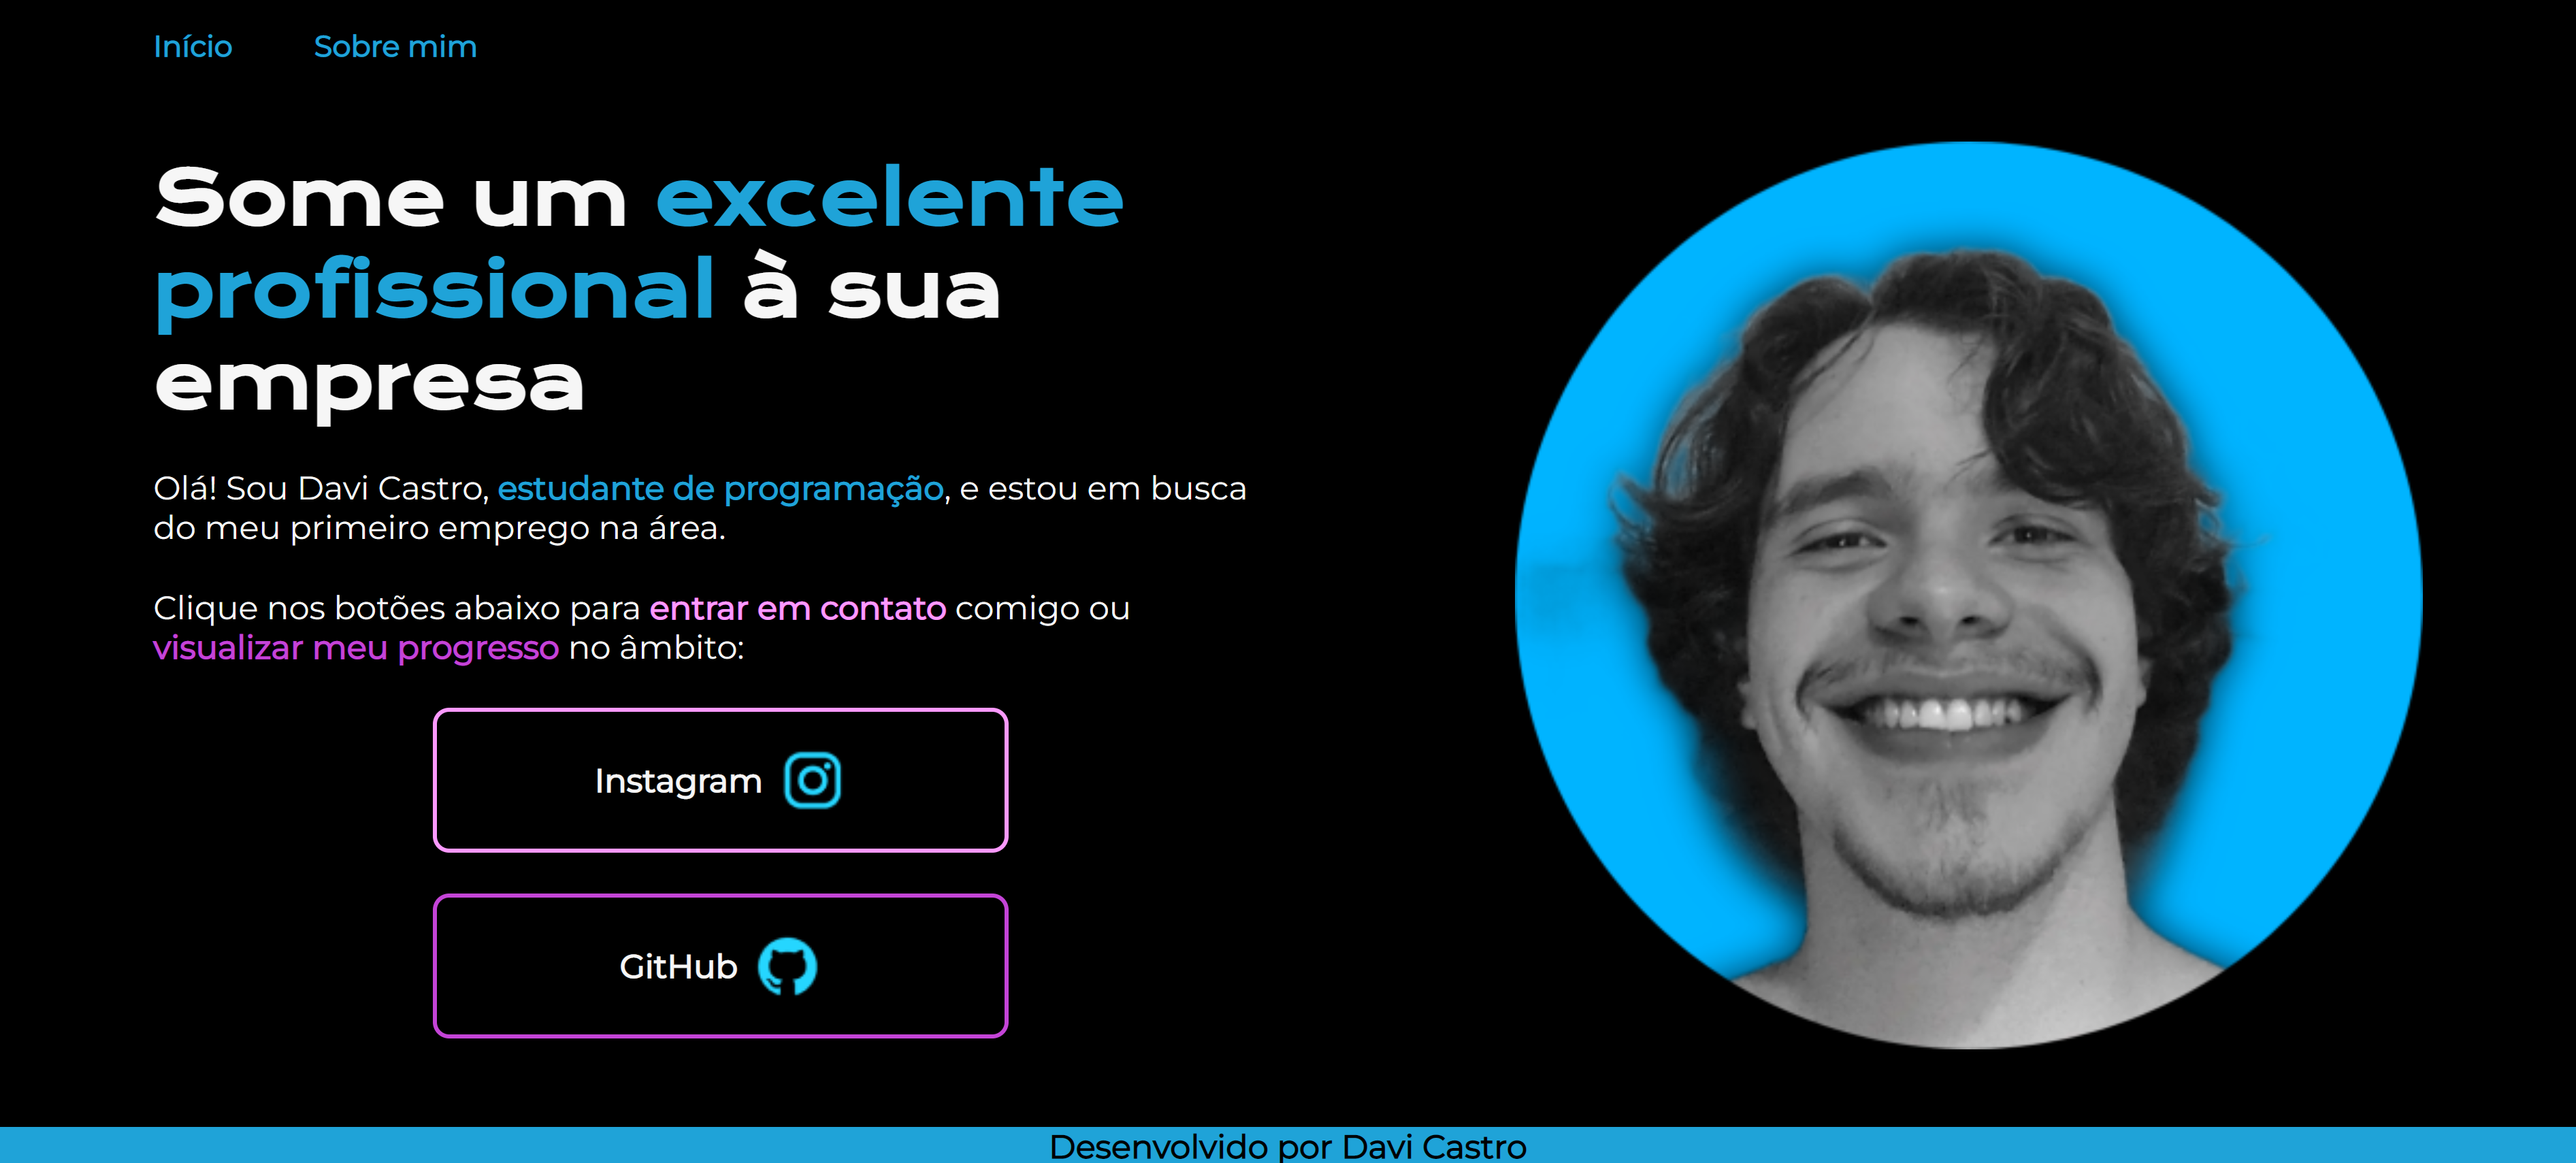 Início Sobre mim
Some um excelente
profissional à sua
empresa
Olá! Sou Davi Castro, estudante de programação, e estou em busca
do meu primeiro emprego na área.
Clique nos botões abaixo para entrar em contato comigo ou
visualizar meu progresso no âmbito:
Instagram
GitHub
Desenvolvido por Davi Castro